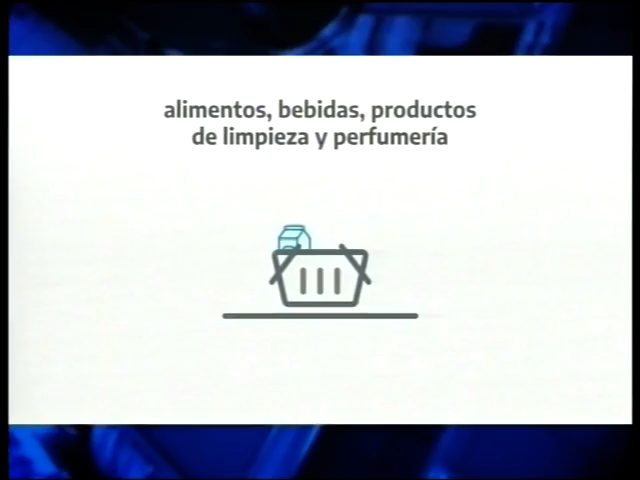 alimentos, bebidas, productos
de limpieza y perfumería